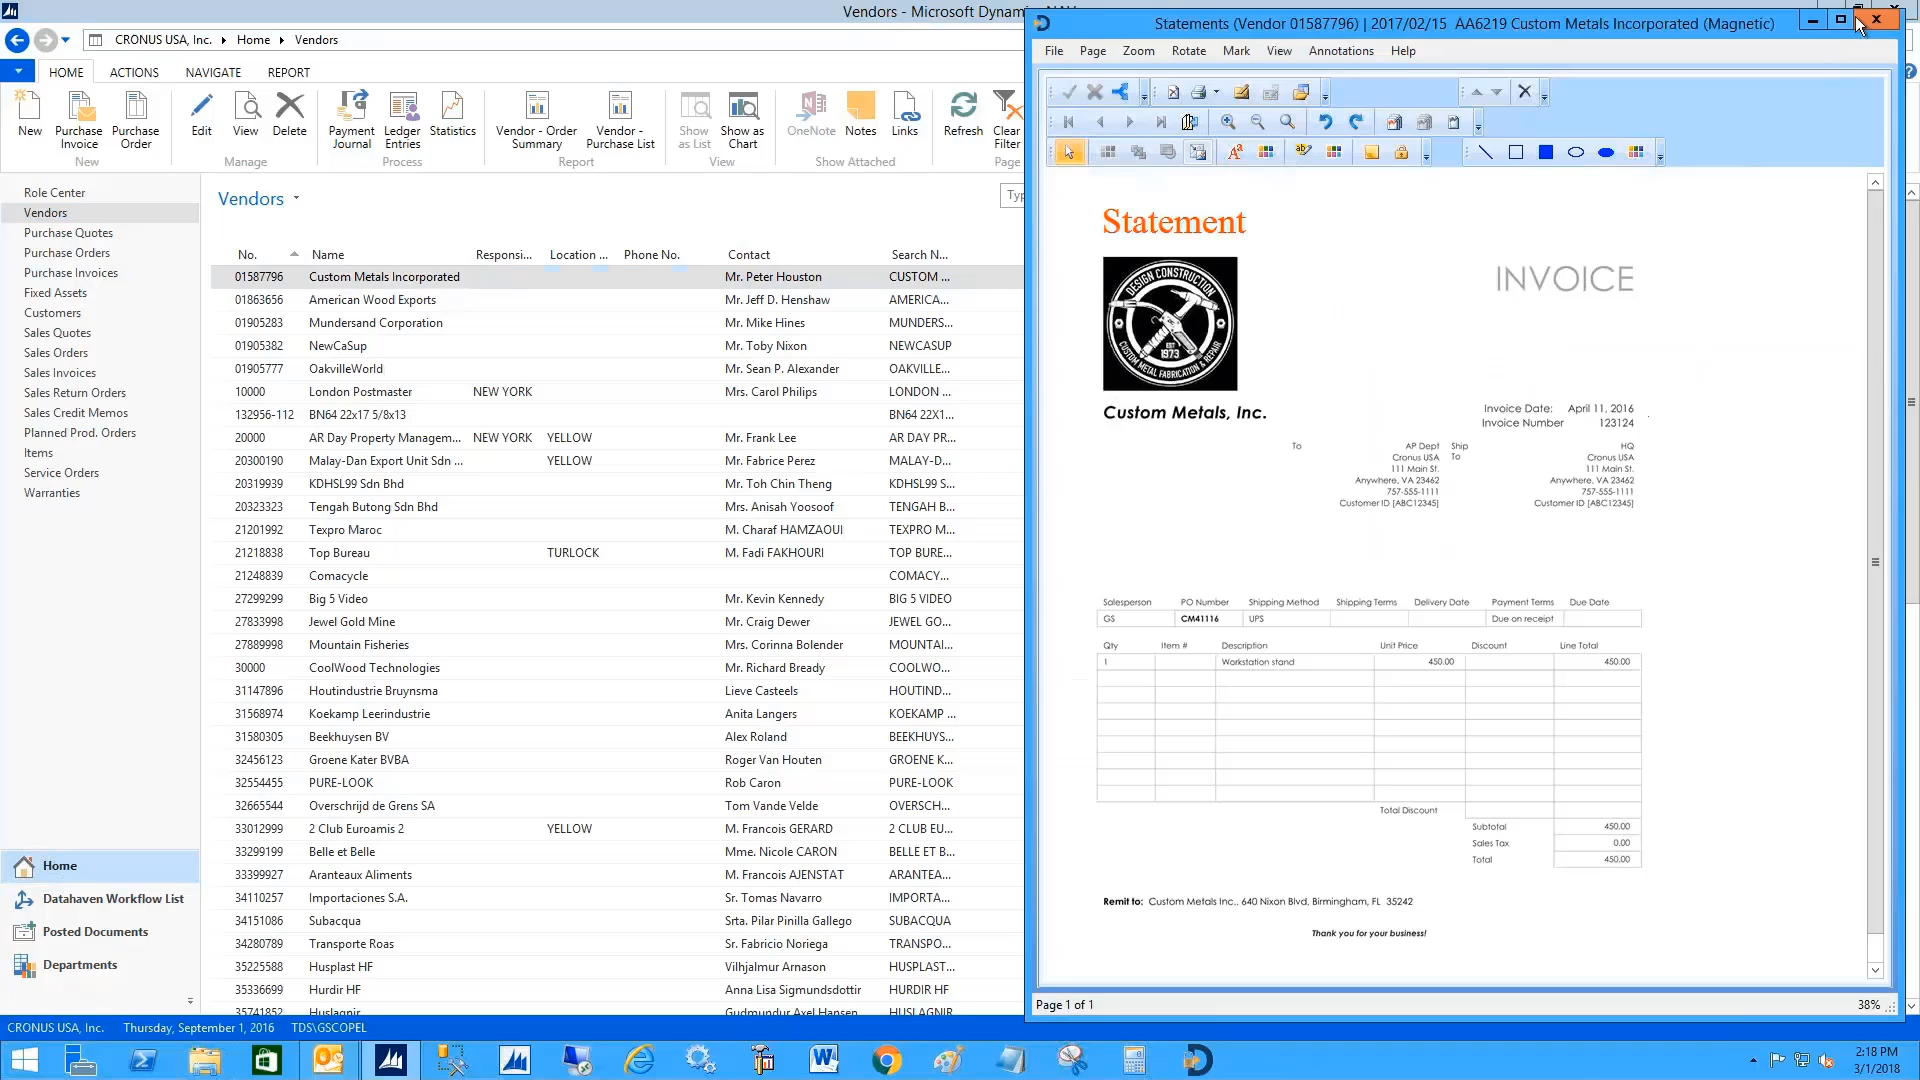 Vendors - Microsoft Dynam
CRONUS USA, Inc. Home Vendors
HOME ACTIONS NAVIGATE REPORT
New
Purchase Invoice
Purchase Order
New
Edit
View
Delete
Manage
Payment Journal
Ledger Entries
Statistics
Process
Vendor - Order Summary
Vendor - Purchase List
Report
Show as List
Show as Chart
View
OneNote
Notes
Links
Show Attached
Refresh
Clear Filter
Page
Role Center
Vendors
Purchase Quotes
Purchase Orders
Purchase Invoices
Fixed Assets
Customers
Sales Quotes
Sales Orders
Sales Invoices
Sales Return Orders
Sales Credit Memos
Planned Prod. Orders
Items
Service Orders
Warranties
Home
Datahaven Workflow List
Posted Documents
Departments
Vendors
Typ
No. Name Responsi... Location ... Phone No. Contact Search N...
01587796 Custom Metals Incorporated Mr. Peter Houston CUSTOM ...
01863656 American Wood Exports Mr. Jeff D. Henshaw AMERICA...
01905283 Mundersand Corporation Mr. Mike Hines MUNDERS...
01905382 NewCaSup Mr. Toby Nixon NEWCASUP
01905777 OakvilleWorld Mr. Sean P. Alexander OAKVILLE...
10000 London Postmaster NEW YORK Mrs. Carol Philips LONDON ...
132956-112 BN64 22x17 5/8x13 BN64 22X1...
20000 AR Day Property Managem... NEW YORK YELLOW Mr. Frank Lee AR DAY PR...
20300190 Malay-Dan Export Unit Sdn ... YELLOW Mr. Fabrice Perez MALAY-D...
20319939 KDHSL99 Sdn Bhd Mr. Toh Chin Theng KDHSL99 S...
20323323 Tengah Butong Sdn Bhd Mrs. Anisah Yoosoof TENGAH B...
21201992 Texpro Maroc M. Charaf HAMZAOUI TEXPRO M...
21218838 Top Bureau TURLOCK M. Fadi FAKHOURI TOP BURE...
21248839 Comacycle COMACY...
27299299 Big 5 Video Mr. Kevin Kennedy BIG 5 VIDEO
27833998 Jewel Gold Mine Mr. Craig Dewer JEWEL GO...
27889998 Mountain Fisheries Mrs. Corinna Bolender MOUNTAI...
30000 CoolWood Technologies Mr. Richard Bready COOLWO...
31147896 Houtindustrie Bruynsma Lieve Casteels HOUTIND...
31568974 Koekamp Leerindustrie Anita Langers KOEKAMP ...
31580305 Beekhuysen BV Alex Roland BEEKHUYS...
32456123 Groene Kater BVBA Roger Van Houten GROENE K...
32554455 PURE-LOOK Rob Caron PURE-LOOK
32665544 Overschrijd de Grens SA Tom Vande Velde OVERSCH...
33012999 2 Club Euroamis 2 YELLOW M. Francois GERARD 2 CLUB EU...
33299199 Belle et Belle Mme. Nicole CARON BELLE ET B...
33399927 Aranteaux Aliments M. Francois AJENSTAT ARANTEA...
34110257 Importaciones S.A. Sr. Tomas Navarro IMPORTA...
34151086 Subacqua Srta. Pilar Pinilla Gallego SUBACQUA
34280789 Transporte Roas Sr. Fabricio Noriega TRANSPO...
35225588 Husplast HF Vilhjalmur Arnason HUSPLAST...
35336699 Hurdir HF Anna Lisa Sigmundsdottir HURDIR HF
35741852 Huslagnir Gudmundur Axel Hansen HUSLAGNIR
Statements (Vendor 01587796) | 2017/02/15 AA6219 Custom Metals Incorporated (Magnetic)
File Page Zoom Rotate Mark View Annotations Help
Statement
INVOICE
DESIGN CONSTRUCTION
EST
1973
CUSTOM METAL FABRICATION & REPAIR
Custom Metals, Inc.
Invoice Date: April 11, 2016
Invoice Number 123124
To AP Dept Ship To HQ
Cronus USA Cronus USA
111 Main St. 111 Main St.
Anywhere, VA 23462 Anywhere, VA 23462
757-555-1111 757-555-1111
Customer ID [ABC12345] Customer ID [ABC12345]
Salesperson PO Number Shipping Method Shipping Terms Delivery Date Payment Terms Due Date
GS CM41116 UPS Due on receipt
Qty Item # Description Unit Price Discount Line Total
1 Workstation stand 450.00 450.00
Total Discount
Subtotal 450.00
Sales Tax 0.00
Total 450.00
Remit to: Custom Metals Inc., 640 Nixon Blvd, Birmingham, FL 35242
Thank you for your business!
Page 1 of 1 38%
CRONUS USA, Inc. Thursday, September 1, 2016 TDS\GSCOPEL
2:18 PM
3/1/2018